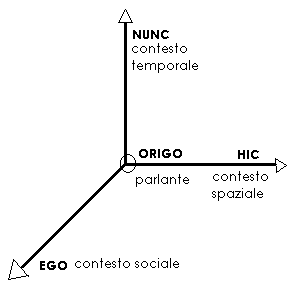 NUNC
contesto
temporale
ORIGO
HIC
parlante
contesto
spaziale
EGO contesto sociale